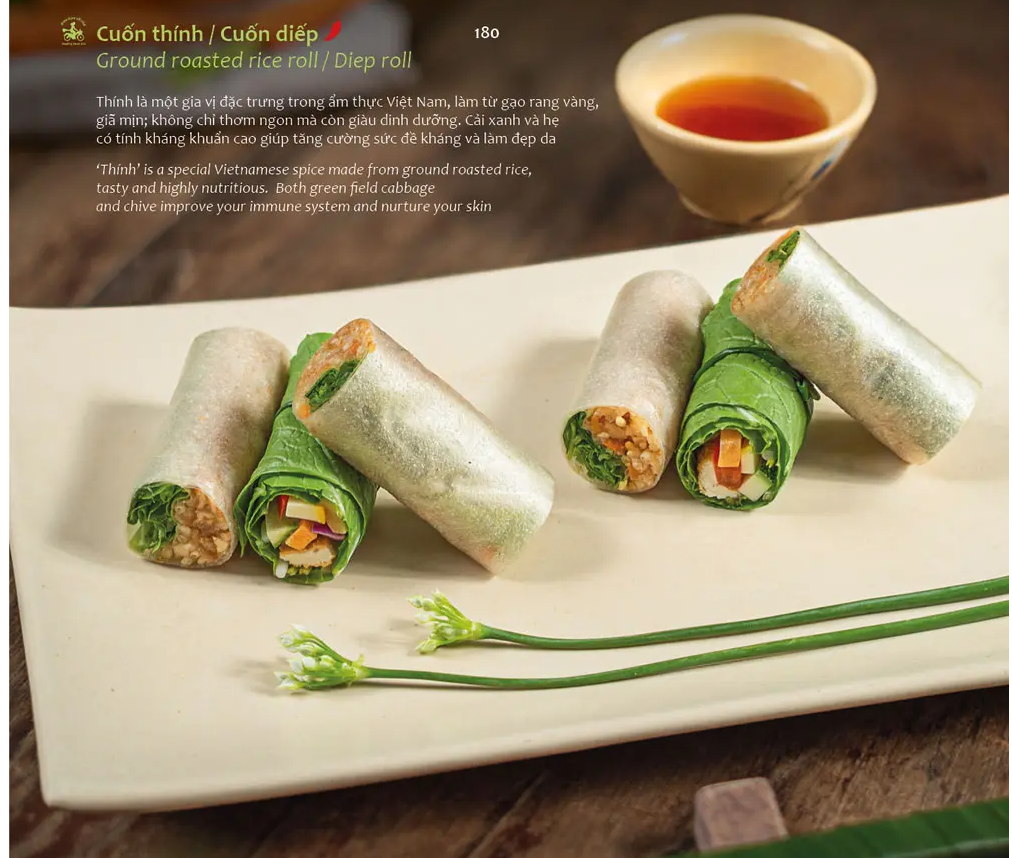 Cuốn thính / Cuốn diếp
180
Ground roasted rice roll / Diep roll
Thính là một gia vị đặc trưng trong ẩm thực Việt Nam, làm từ gạo rang vàng,
giã mịn; không chỉ thơm ngon mà còn giàu dinh dưỡng. Cải xanh và hẹ
có tính kháng khuẩn cao giúp tăng cường sức đề kháng và làm đẹp da
‘Thính’ is a special Vietnamese spice made from ground roasted rice,
tasty and highly nutritious. Both green field cabbage
and chive improve your immune system and nurture your skin